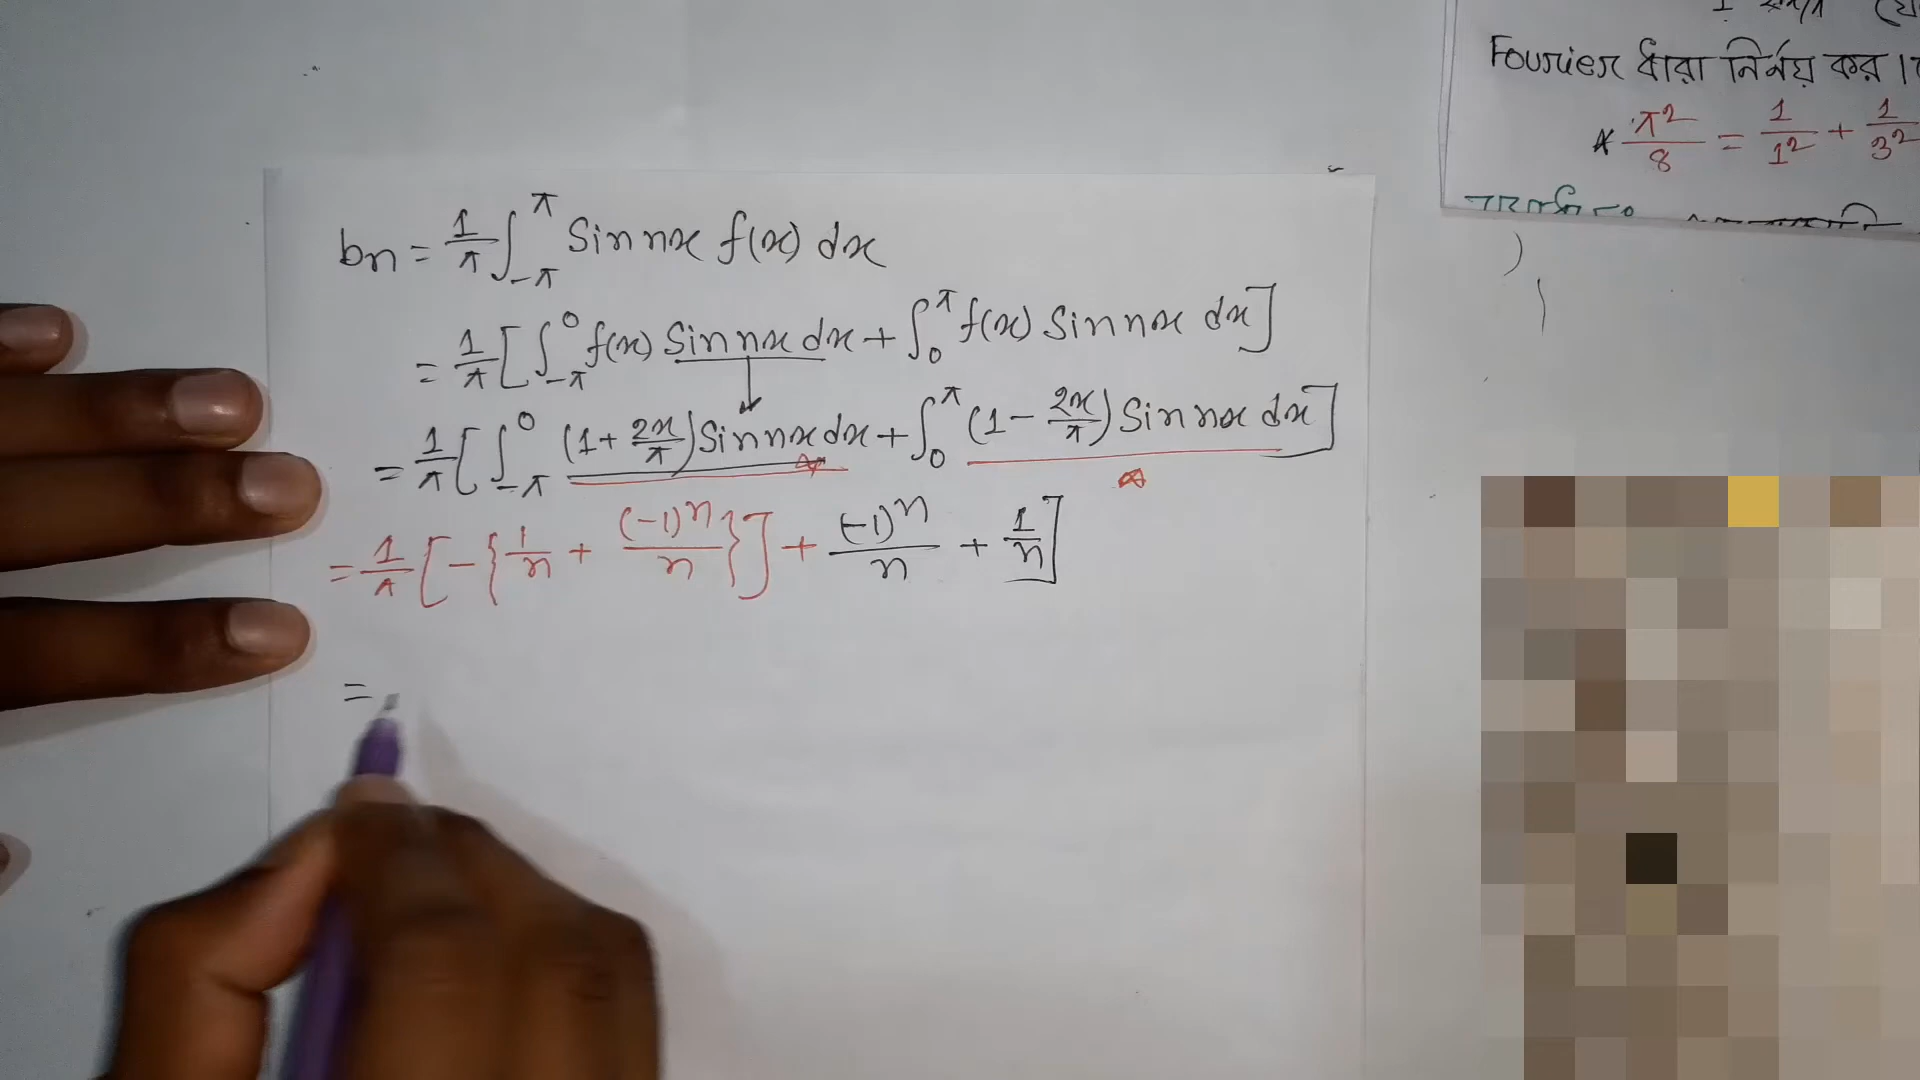 Fourier ধারা নির্নয় কর।
* π²/8 = 1/1² + 1/3²
bn = 1/π ∫_{-π}^{π} Sin nx f(x) dx
= 1/π [∫_{-π}^{0} f(x) Sin nx dx + ∫_{0}^{π} f(x) Sin nx dx]
= 1/π [∫_{-π}^{0} (1 + 2x/π) Sin nx dx + ∫_{0}^{π} (1 - 2x/π) Sin nx dx]
= 1/π [-{1/n + (-1)ⁿ/n}] + (-1)ⁿ/n + 1/n]
=